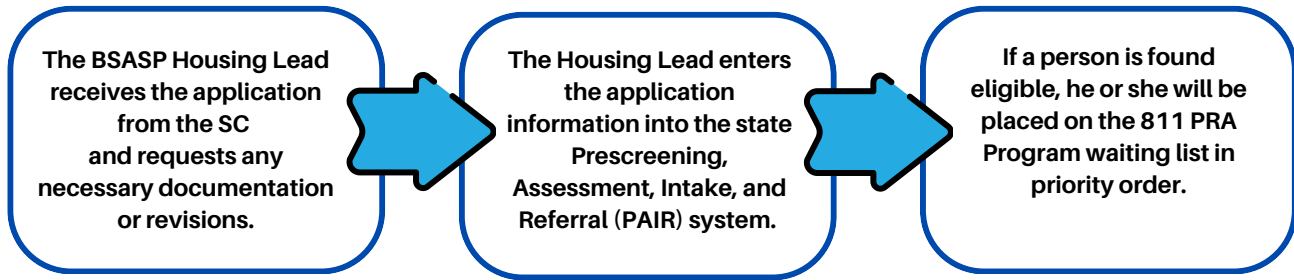 The BSASP Housing Lead
receives the application
from the SC
and requests any
necessary documentation
or revisions.
The Housing Lead enters
the application
information into the state
Prescreening,
Assessment, Intake, and
Referral (PAIR) system.
If a person is found
eligible, he or she will be
placed on the 811 PRA
Program waiting list in
priority order.